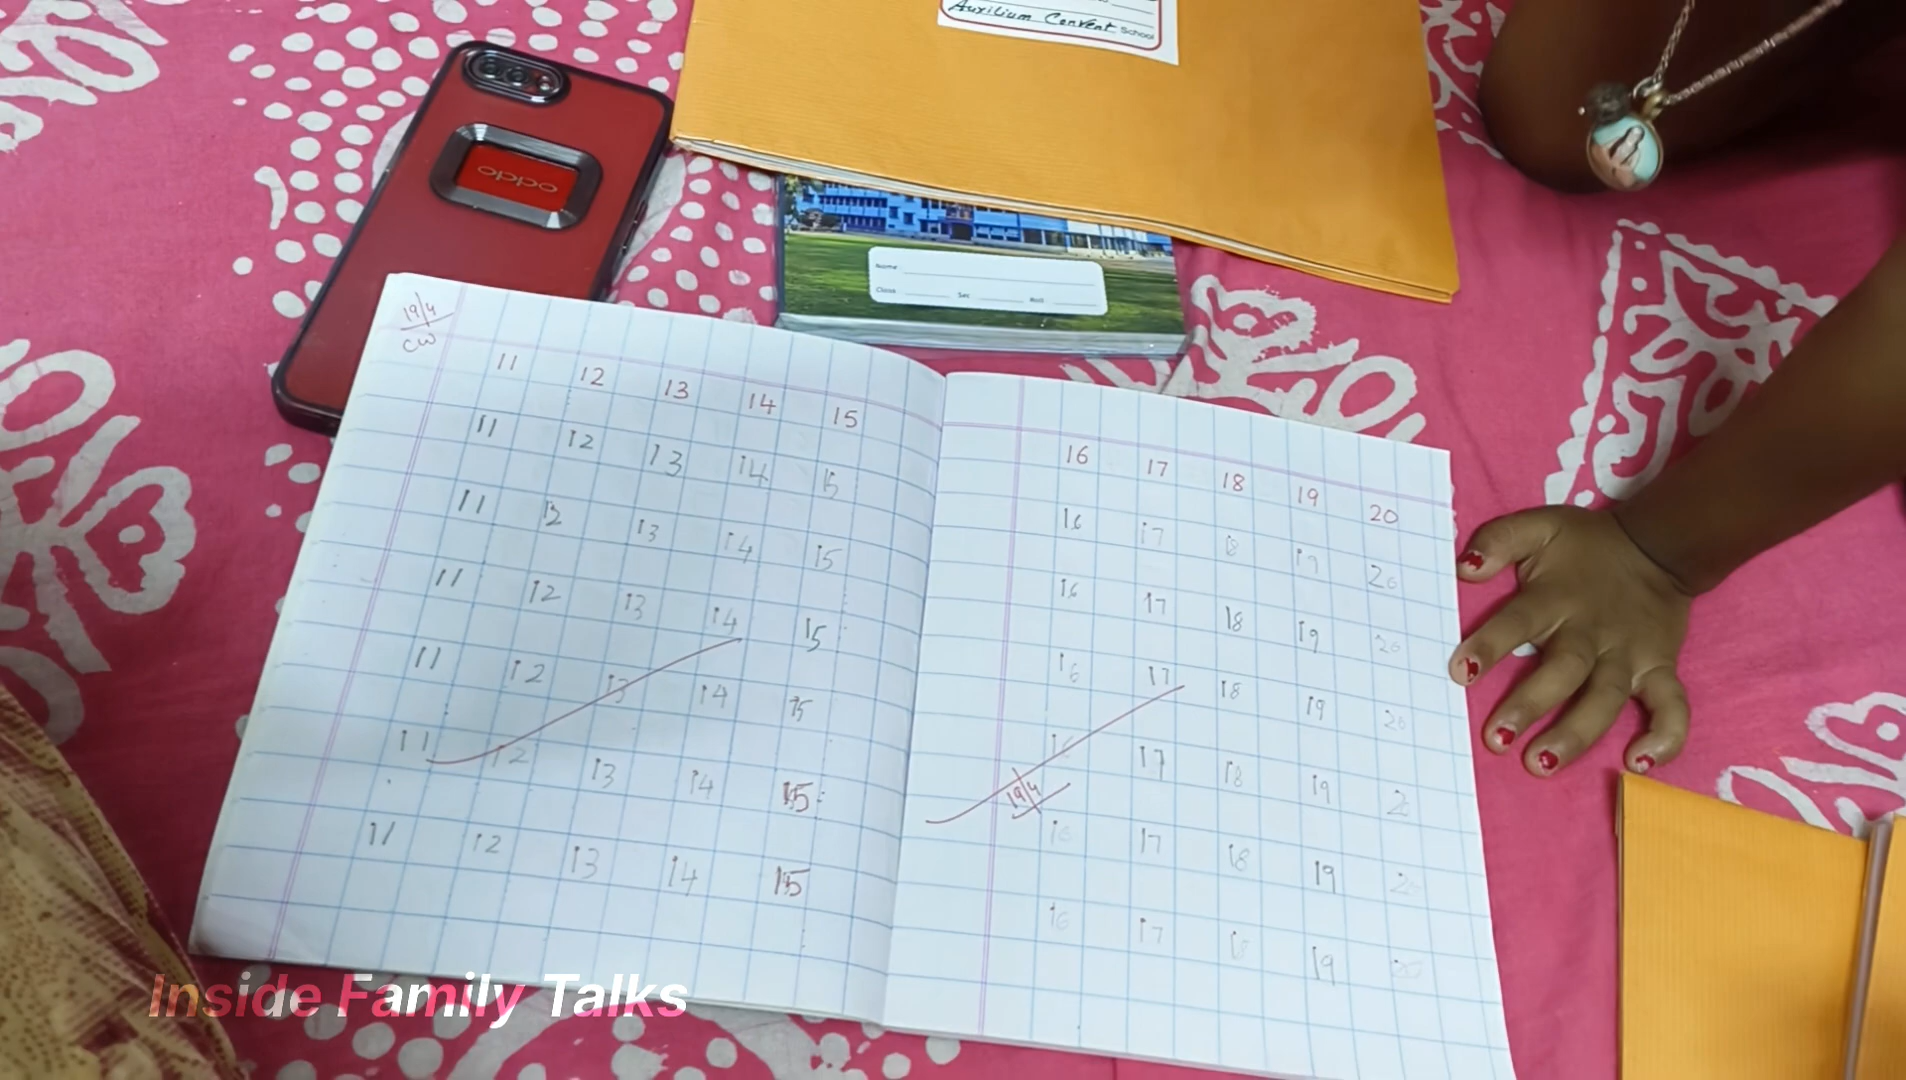 Auxilium Convent School
oppo
Name
Class Sec Roll
19/4
CW
11 12 13 14 15
11 12 13 14 15
11 12 13 14 15
11 12 13 14 15
11 12 13 14 15
11 12 13 14 15
11 12 13 14 15
16 17 18 19 20
16 17 18 19 20
16 17 18 19 20
16 17 18 19 20
16 17 18 19 20
19/4
16 17 18 19 20
16 17 18 19 20
Inside Family Talks